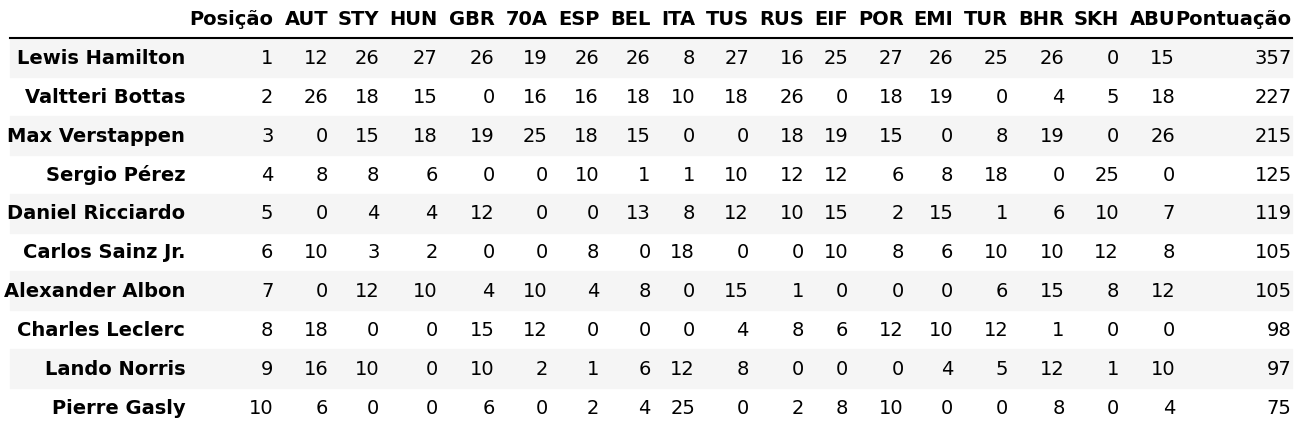 Posição AUT STY HUN GBR 70A ESP BEL ITA TUS RUS EIF POR EMI TUR BHR SKH ABU Pontuação
Lewis Hamilton 1 12 26 27 26 19 26 26 8 27 16 25 27 26 25 26 0 15 357
Valtteri Bottas 2 26 18 15 0 16 16 18 10 18 26 0 18 19 0 4 5 18 227
Max Verstappen 3 0 15 18 19 25 18 15 0 0 18 19 15 0 8 19 0 26 215
Sergio Pérez 4 8 8 6 0 0 10 1 1 10 12 12 6 8 18 0 25 0 125
Daniel Ricciardo 5 0 4 4 12 0 0 13 8 12 10 15 2 15 1 6 10 7 119
Carlos Sainz Jr. 6 10 3 2 0 0 8 0 18 0 0 10 8 6 10 10 12 8 105
Alexander Albon 7 0 12 10 4 10 4 8 0 15 1 0 0 0 6 15 8 12 105
Charles Leclerc 8 18 0 0 15 12 0 0 0 4 8 6 12 10 12 1 0 0 98
Lando Norris 9 16 10 0 10 2 1 6 12 8 0 0 0 4 5 12 1 10 97
Pierre Gasly 10 6 0 0 6 0 2 4 25 0 2 8 10 0 0 8 0 4 75